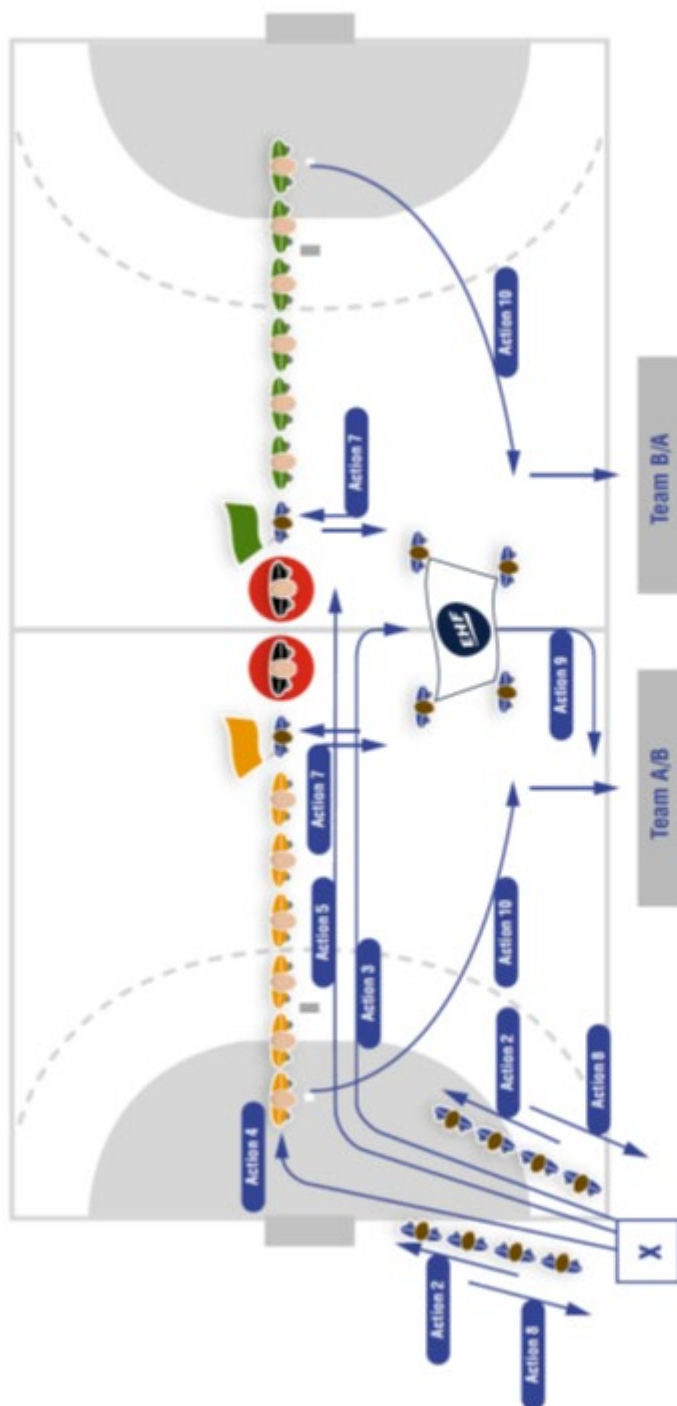 Action 10
Action 7
Team B/A
EHF
Action 9
Action 7
Team A/B
Action 5
Action 3
Action 10
Action 2
Action 8
Action 4
X
Action 2
Action 8